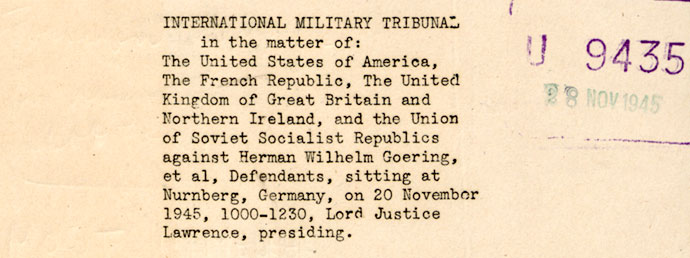 INTERNATIONAL MILITARY TRIBUNAL
in the matter of:
The United States of America,
The French Republic, The United
Kingdom of Great Britain and
Northern Ireland, and the Union
of Soviet Socialist Republics
against Herman Wilhelm Goering,
et al, Defendants, sitting at
Nurnberg, Germany, on 20 November
1945, 1000-1230, Lord Justice
Lawrence, presiding.
U 9435
28 NOV 1945